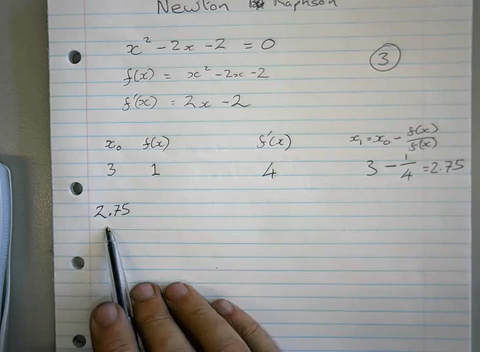 Newton Raphson
x² - 2x - 2 = 0
f(x) = x² - 2x - 2
3
f'(x) = 2x - 2
x₀ f(x) f'(x) x₁ = x₀ - f(x)/f'(x)
3 1 4 3 - 1/4 = 2.75
2.75